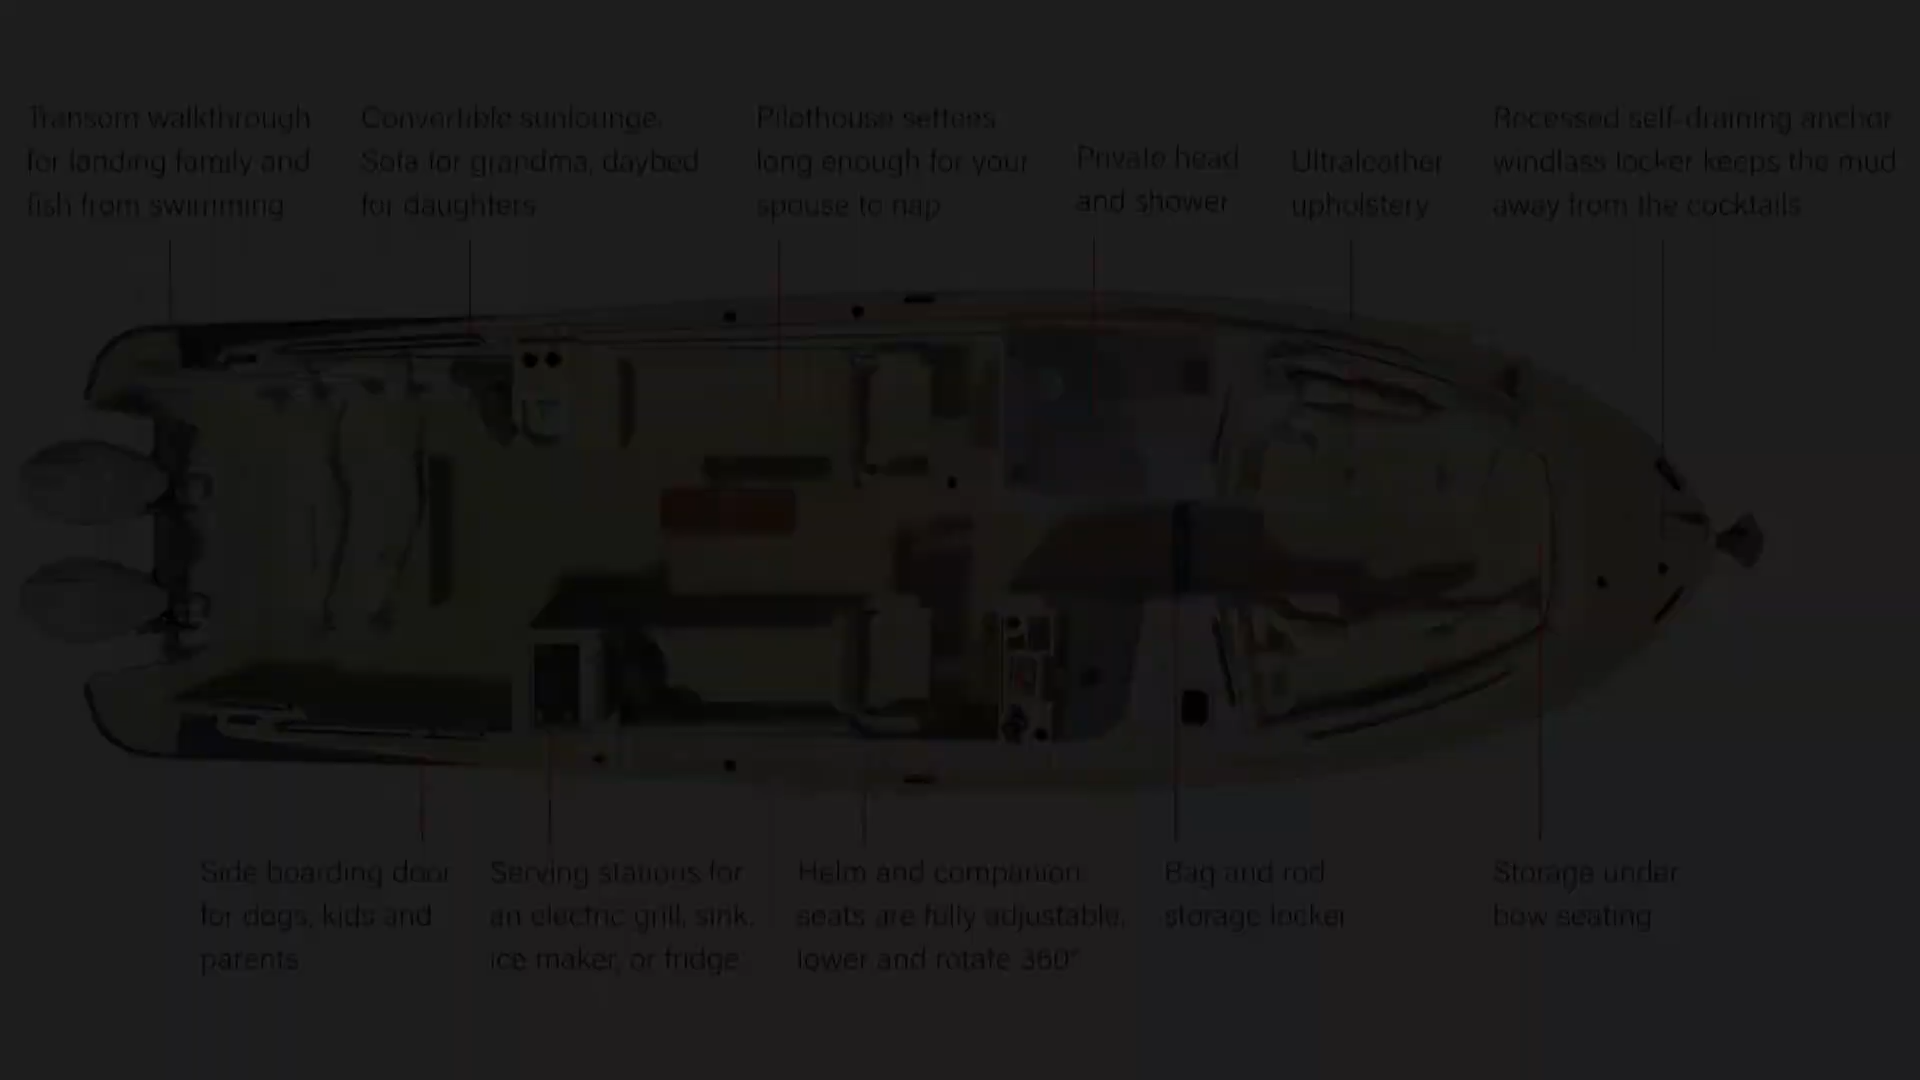 Transom walkthrough
for landing family and
fish from swimming
Convertible sunlounge.
Sofa for grandma, daybed
for daughters
Pilothouse settees
long enough for your
spouse to nap
Private head
and shower
Ultraleather
upholstery
Recessed self-draining anchor
windlass locker keeps the mud
away from the cocktails
Side boarding door
for dogs, kids and
parents
Serving stations for
an electric grill, sink,
ice maker, or fridge
Helm and companion
seats are fully adjustable,
lower and rotate 360°
Bag and rod
storage locker
Storage under
bow seating